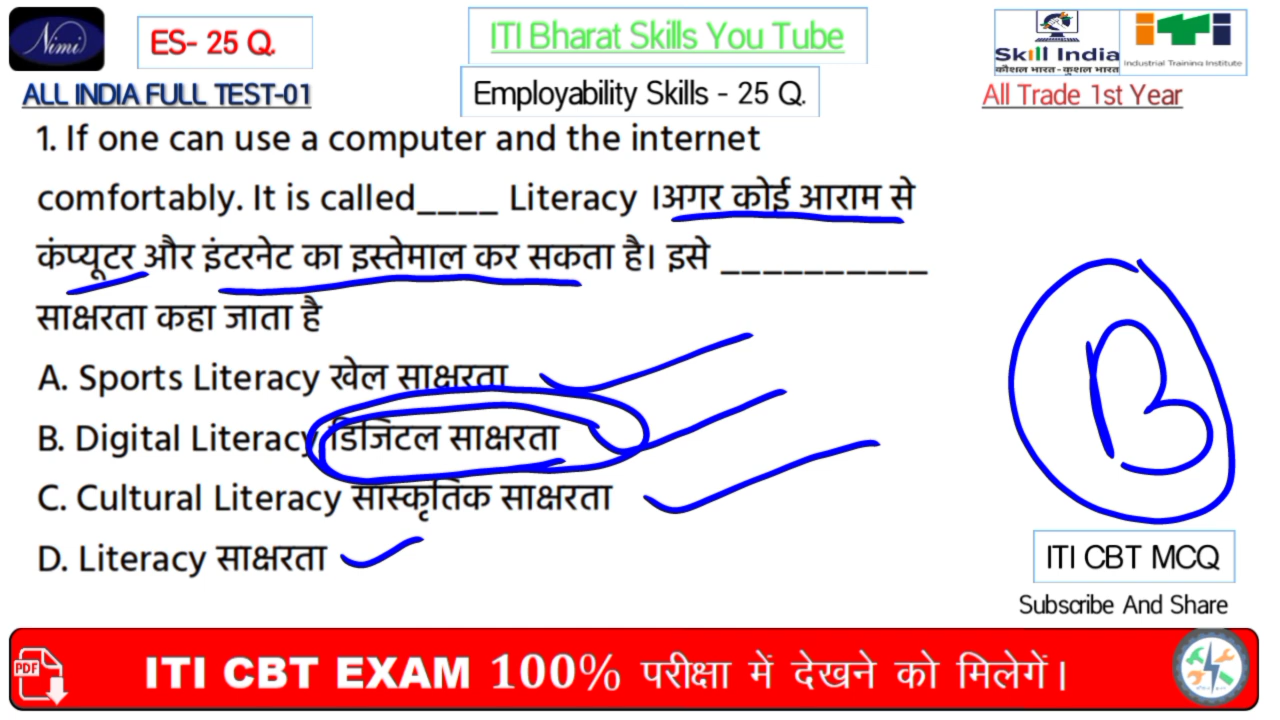 Nimi
ES- 25 Q.
ITI Bharat Skills You Tube
Skill India
कौशल भारत - कुशल भारत
iTi
Industrial Training Institute
ALL INDIA FULL TEST-01
Employability Skills - 25 Q.
All Trade 1st Year
1. If one can use a computer and the internet
comfortably. It is called____ Literacy ।अगर कोई आराम से
कंप्यूटर और इंटरनेट का इस्तेमाल कर सकता है। इसे __________
साक्षरता कहा जाता है
A. Sports Literacy खेल साक्षरता
B. Digital Literacy डिजिटल साक्षरता
C. Cultural Literacy सांस्कृतिक साक्षरता
D. Literacy साक्षरता
B
ITI CBT MCQ
Subscribe And Share
PDF
ITI CBT EXAM 100% परीक्षा में देखने को मिलेगें।